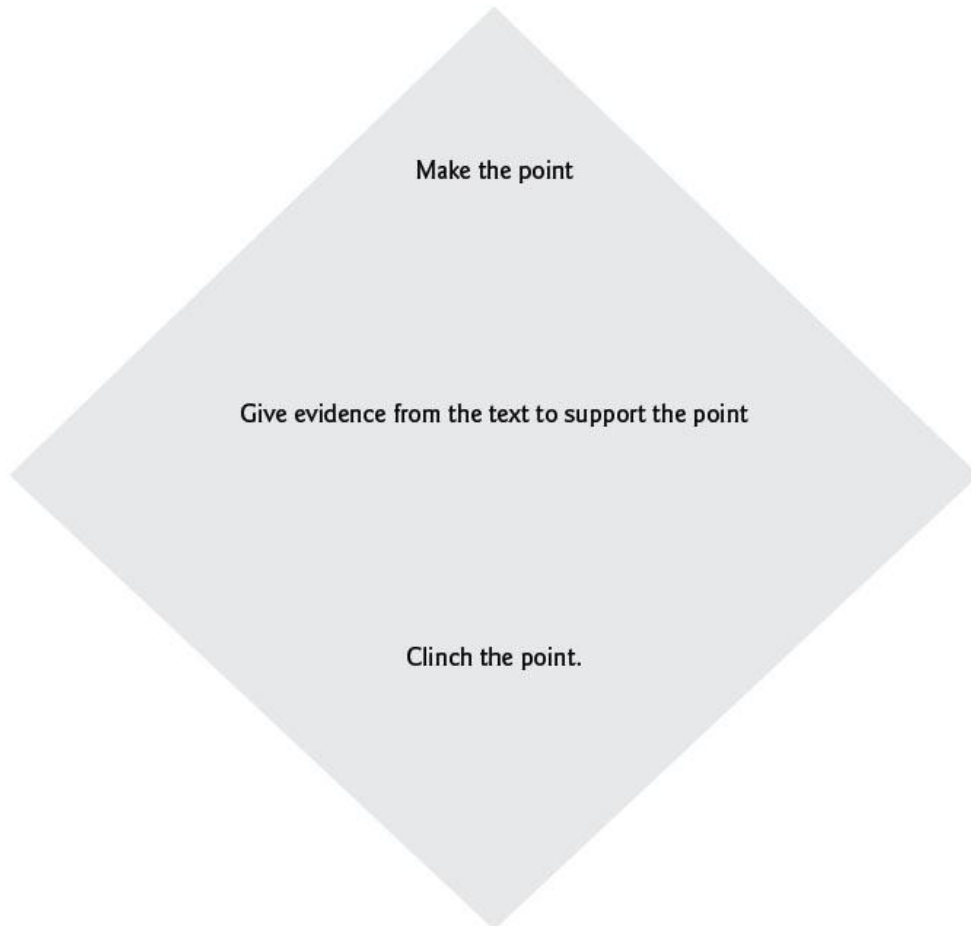 Make the point
Give evidence from the text to support the point
Clinch the point.